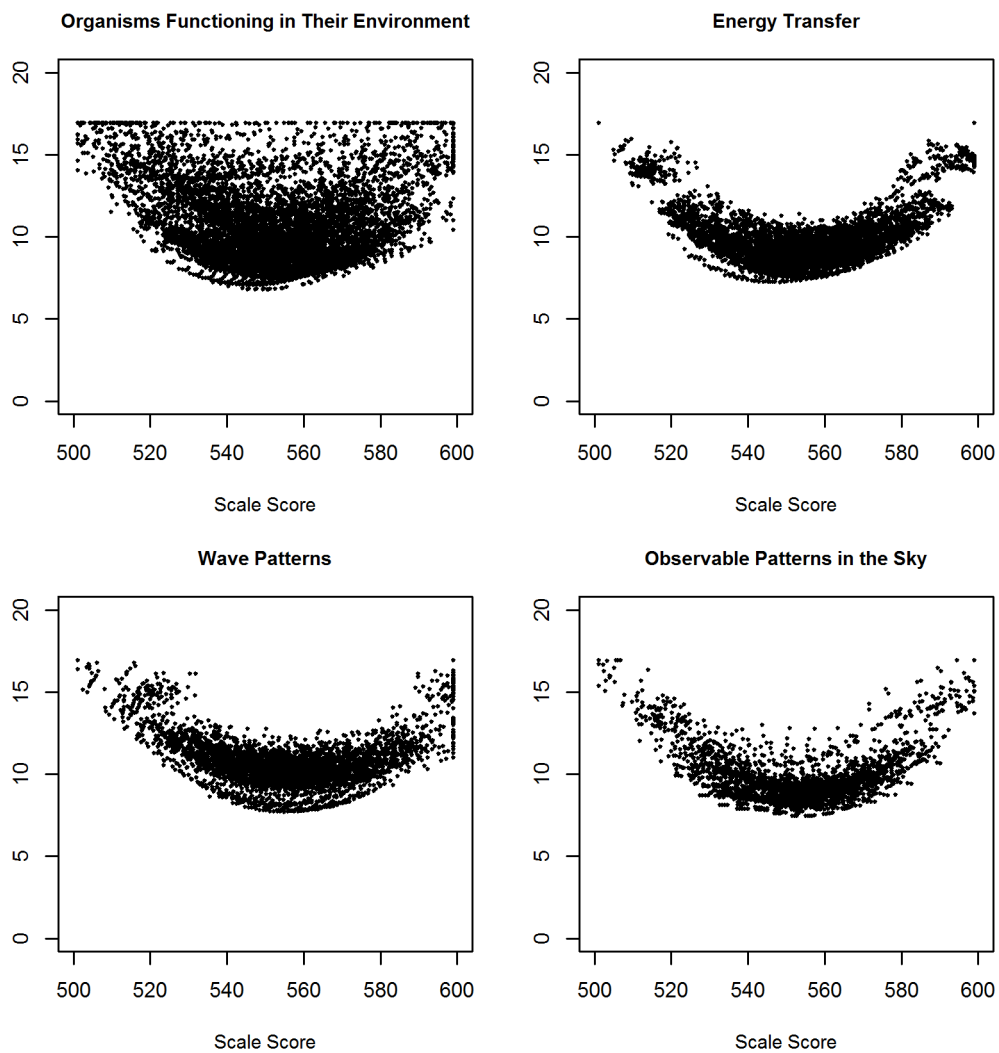 Organisms Functioning in Their Environment
20
15
10
5
0
500 520 540 560 580 600
Scale Score
Energy Transfer
20
15
10
5
0
500 520 540 560 580 600
Scale Score
Wave Patterns
20
15
10
5
0
500 520 540 560 580 600
Scale Score
Observable Patterns in the Sky
20
15
10
5
0
500 520 540 560 580 600
Scale Score